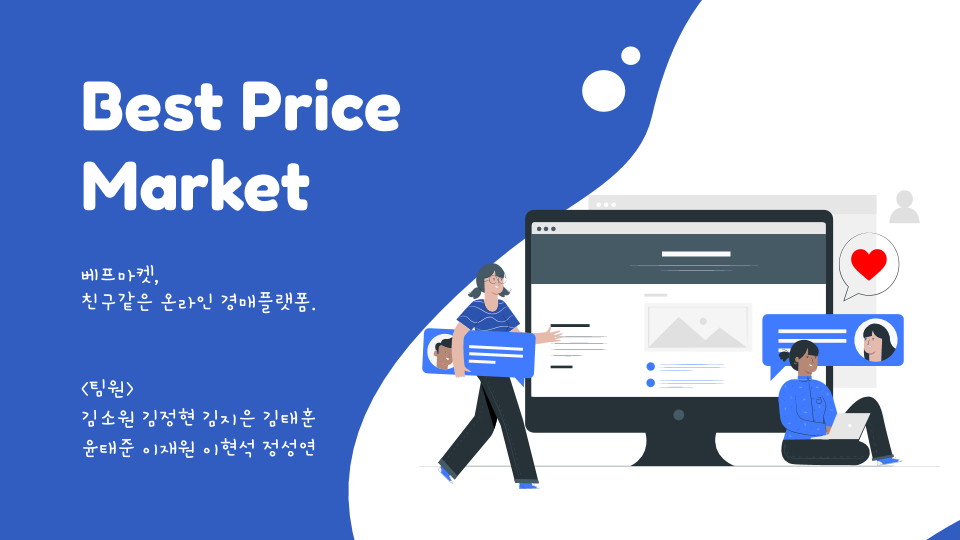 Best Price
Market
베프마켓,
친구같은 온라인 경매플랫폼.
<팀원>
김소원 김정현 김지은 김태훈
윤태준 이재원 이현석 정성연